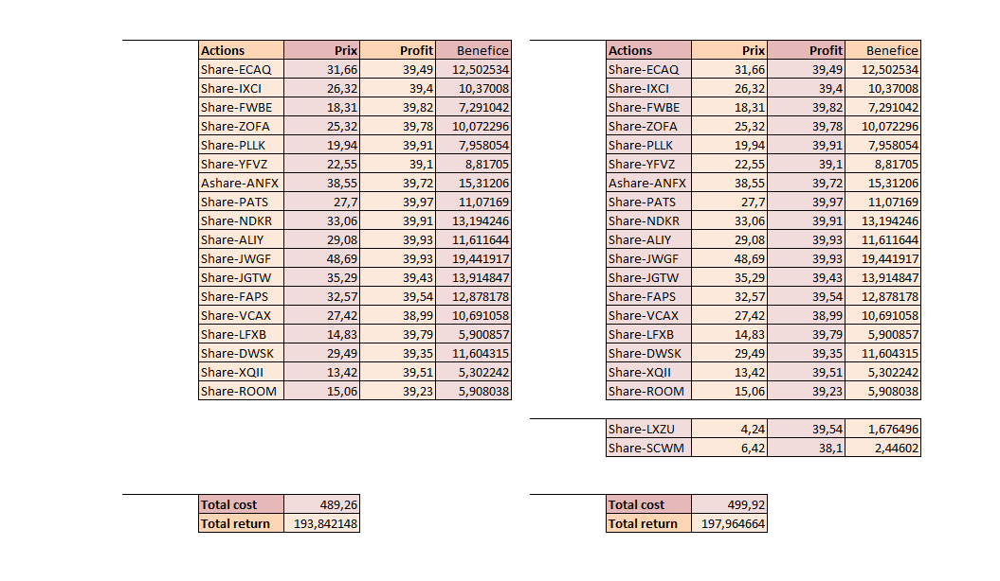 Actions Prix Profit Benefice
Share-ECAQ 31,66 39,49 12,502534
Share-IXCI 26,32 39,4 10,37008
Share-FWBE 18,31 39,82 7,291042
Share-ZOFA 25,32 39,78 10,072296
Share-PLLK 19,94 39,91 7,958054
Share-YFVZ 22,55 39,1 8,81705
Ashare-ANFX 38,55 39,72 15,31206
Share-PATS 27,7 39,97 11,07169
Share-NDKR 33,06 39,91 13,194246
Share-ALIY 29,08 39,93 11,611644
Share-JWGF 48,69 39,93 19,441917
Share-JGTW 35,29 39,43 13,914847
Share-FAPS 32,57 39,54 12,878178
Share-VCAX 27,42 38,99 10,691058
Share-LFXB 14,83 39,79 5,900857
Share-DWSK 29,49 39,35 11,604315
Share-XQII 13,42 39,51 5,302242
Share-ROOM 15,06 39,23 5,908038
Total cost 489,26
Total return 193,842148
Actions Prix Profit Benefice
Share-ECAQ 31,66 39,49 12,502534
Share-IXCI 26,32 39,4 10,37008
Share-FWBE 18,31 39,82 7,291042
Share-ZOFA 25,32 39,78 10,072296
Share-PLLK 19,94 39,91 7,958054
Share-YFVZ 22,55 39,1 8,81705
Ashare-ANFX 38,55 39,72 15,31206
Share-PATS 27,7 39,97 11,07169
Share-NDKR 33,06 39,91 13,194246
Share-ALIY 29,08 39,93 11,611644
Share-JWGF 48,69 39,93 19,441917
Share-JGTW 35,29 39,43 13,914847
Share-FAPS 32,57 39,54 12,878178
Share-VCAX 27,42 38,99 10,691058
Share-LFXB 14,83 39,79 5,900857
Share-DWSK 29,49 39,35 11,604315
Share-XQII 13,42 39,51 5,302242
Share-ROOM 15,06 39,23 5,908038
Share-LXZU 4,24 39,54 1,676496
Share-SCWM 6,42 38,1 2,44602
Total cost 499,92
Total return 197,964664